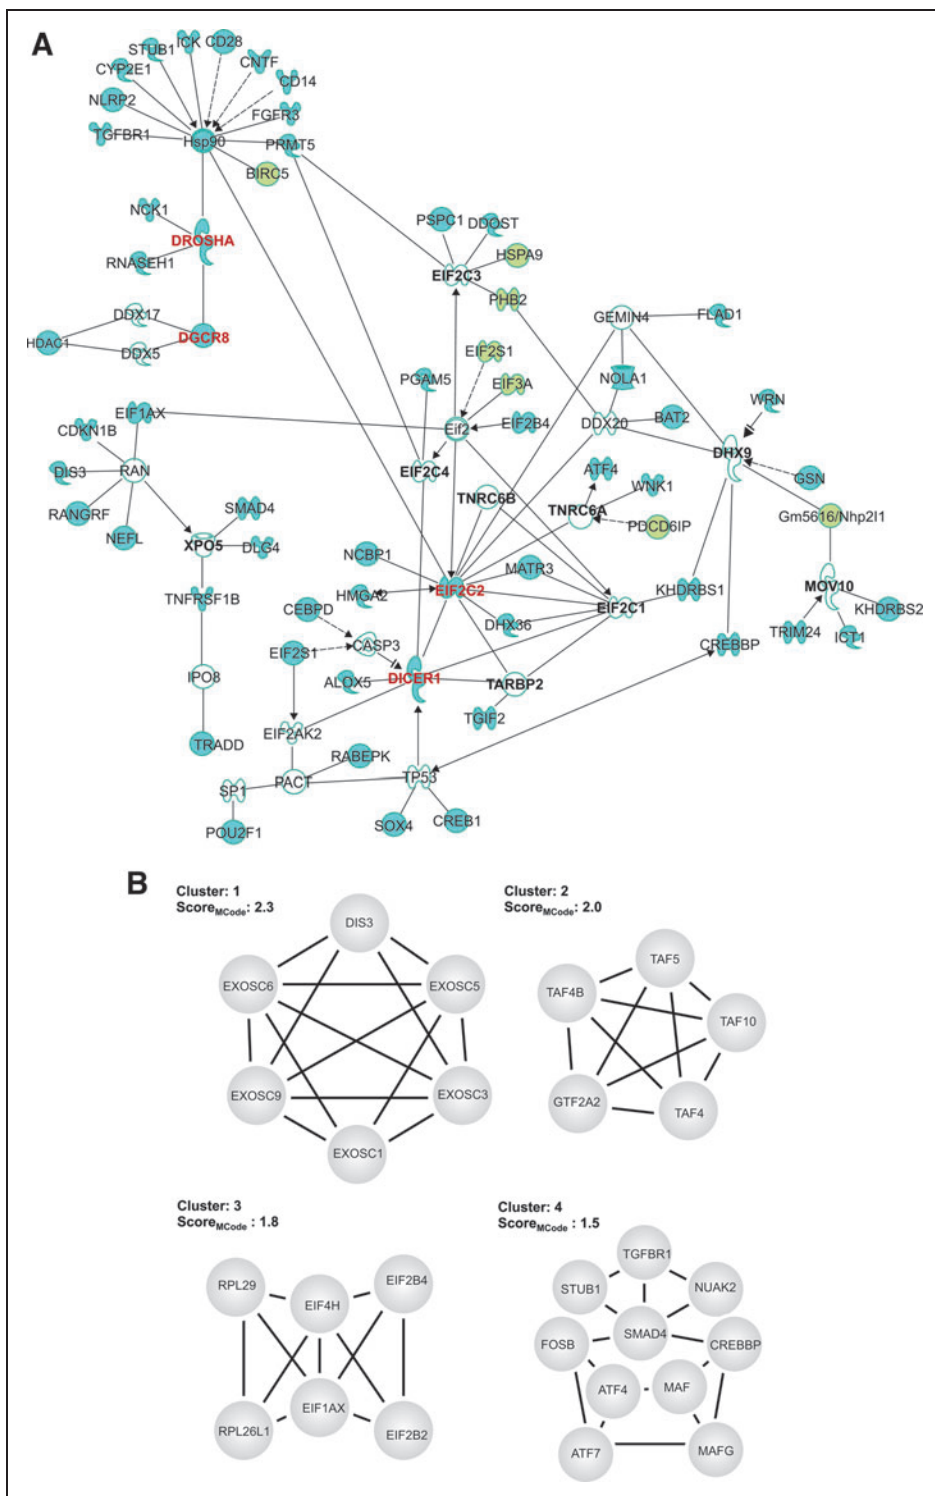 A
ICK
CD28
STUB1
CNTF
CYP2E1
CD14
NLRP2
FGFR3
TGFBR1
Hsp90
PRMT5
BIRC5
NCK1
PSPC1
DDOST
DROSHA
HSPA9
RNASEH1
EIF2C3
PHB2
DDX17
GEMIN4
FLAD1
HDAC1
DGCR8
DDX5
EIF2S1
PGAM5
EIF3A
NOLA1
WRN
EIF1AX
EIF2B4
BAT2
CDKN1B
Eif2
DDX20
DHX9
DIS3
RAN
EIF2C4
ATF4
GSN
TNRC6B
WNK1
RANGRF
SMAD4
TNRC6A
Gm5616/Nhp2l1
NEFL
PDCD6IP
XPO5
DLG4
NCBP1
MATR3
MOV10
TNFRSF1B
HMGA2
EIF2C2
KHDRBS1
CEBPD
EIF2C1
KHDRBS2
DHX36
TRIM24
ICT1
EIF2S1
CASP3
CREBBP
IPO8
ALOX5
DICER1
TARBP2
TGIF2
EIF2AK2
TRADD
RABEPK
PACT
TP53
SP1
POU2F1
SOX4
CREB1
B
Cluster: 1
ScoreMCode: 2.3
DIS3
EXOSC6
EXOSC5
EXOSC9
EXOSC3
EXOSC1
Cluster: 2
ScoreMCode: 2.0
TAF5
TAF4B
TAF10
GTF2A2
TAF4
Cluster: 3
ScoreMCode : 1.8
RPL29
EIF4H
EIF2B4
RPL26L1
EIF1AX
EIF2B2
Cluster: 4
ScoreMCode : 1.5
TGFBR1
STUB1
NUAK2
FOSB
SMAD4
CREBBP
ATF4
MAF
ATF7
MAFG